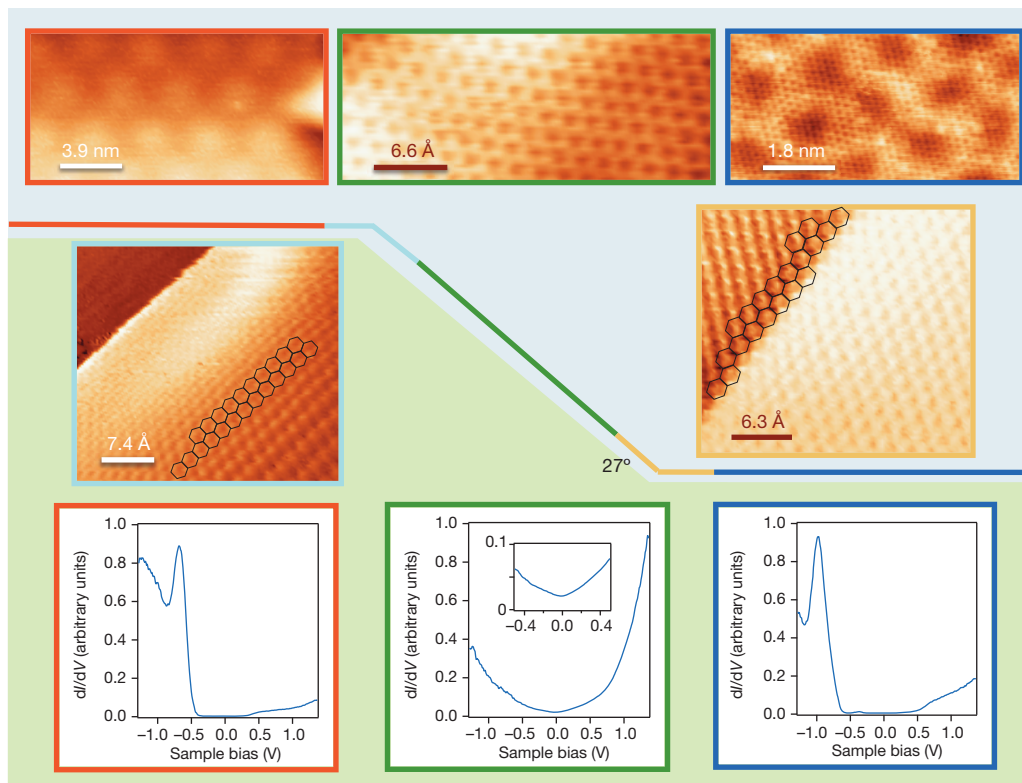 3.9 nm
6.6 Å
1.8 nm
7.4 Å
6.3 Å
27º
1.0
0.8
0.6
0.4
0.2
0.0
dI/dV (arbitrary units)
−1.0 −0.5 0.0 0.5 1.0
Sample bias (V)
1.0
0.8
0.6
0.4
0.2
0.0
dI/dV (arbitrary units)
0.1
0
−0.4 0.0 0.4
−1.0 −0.5 0.0 0.5 1.0
Sample bias (V)
1.0
0.8
0.6
0.4
0.2
0.0
dI/dV (arbitrary units)
−1.0 −0.5 0.0 0.5 1.0
Sample bias (V)